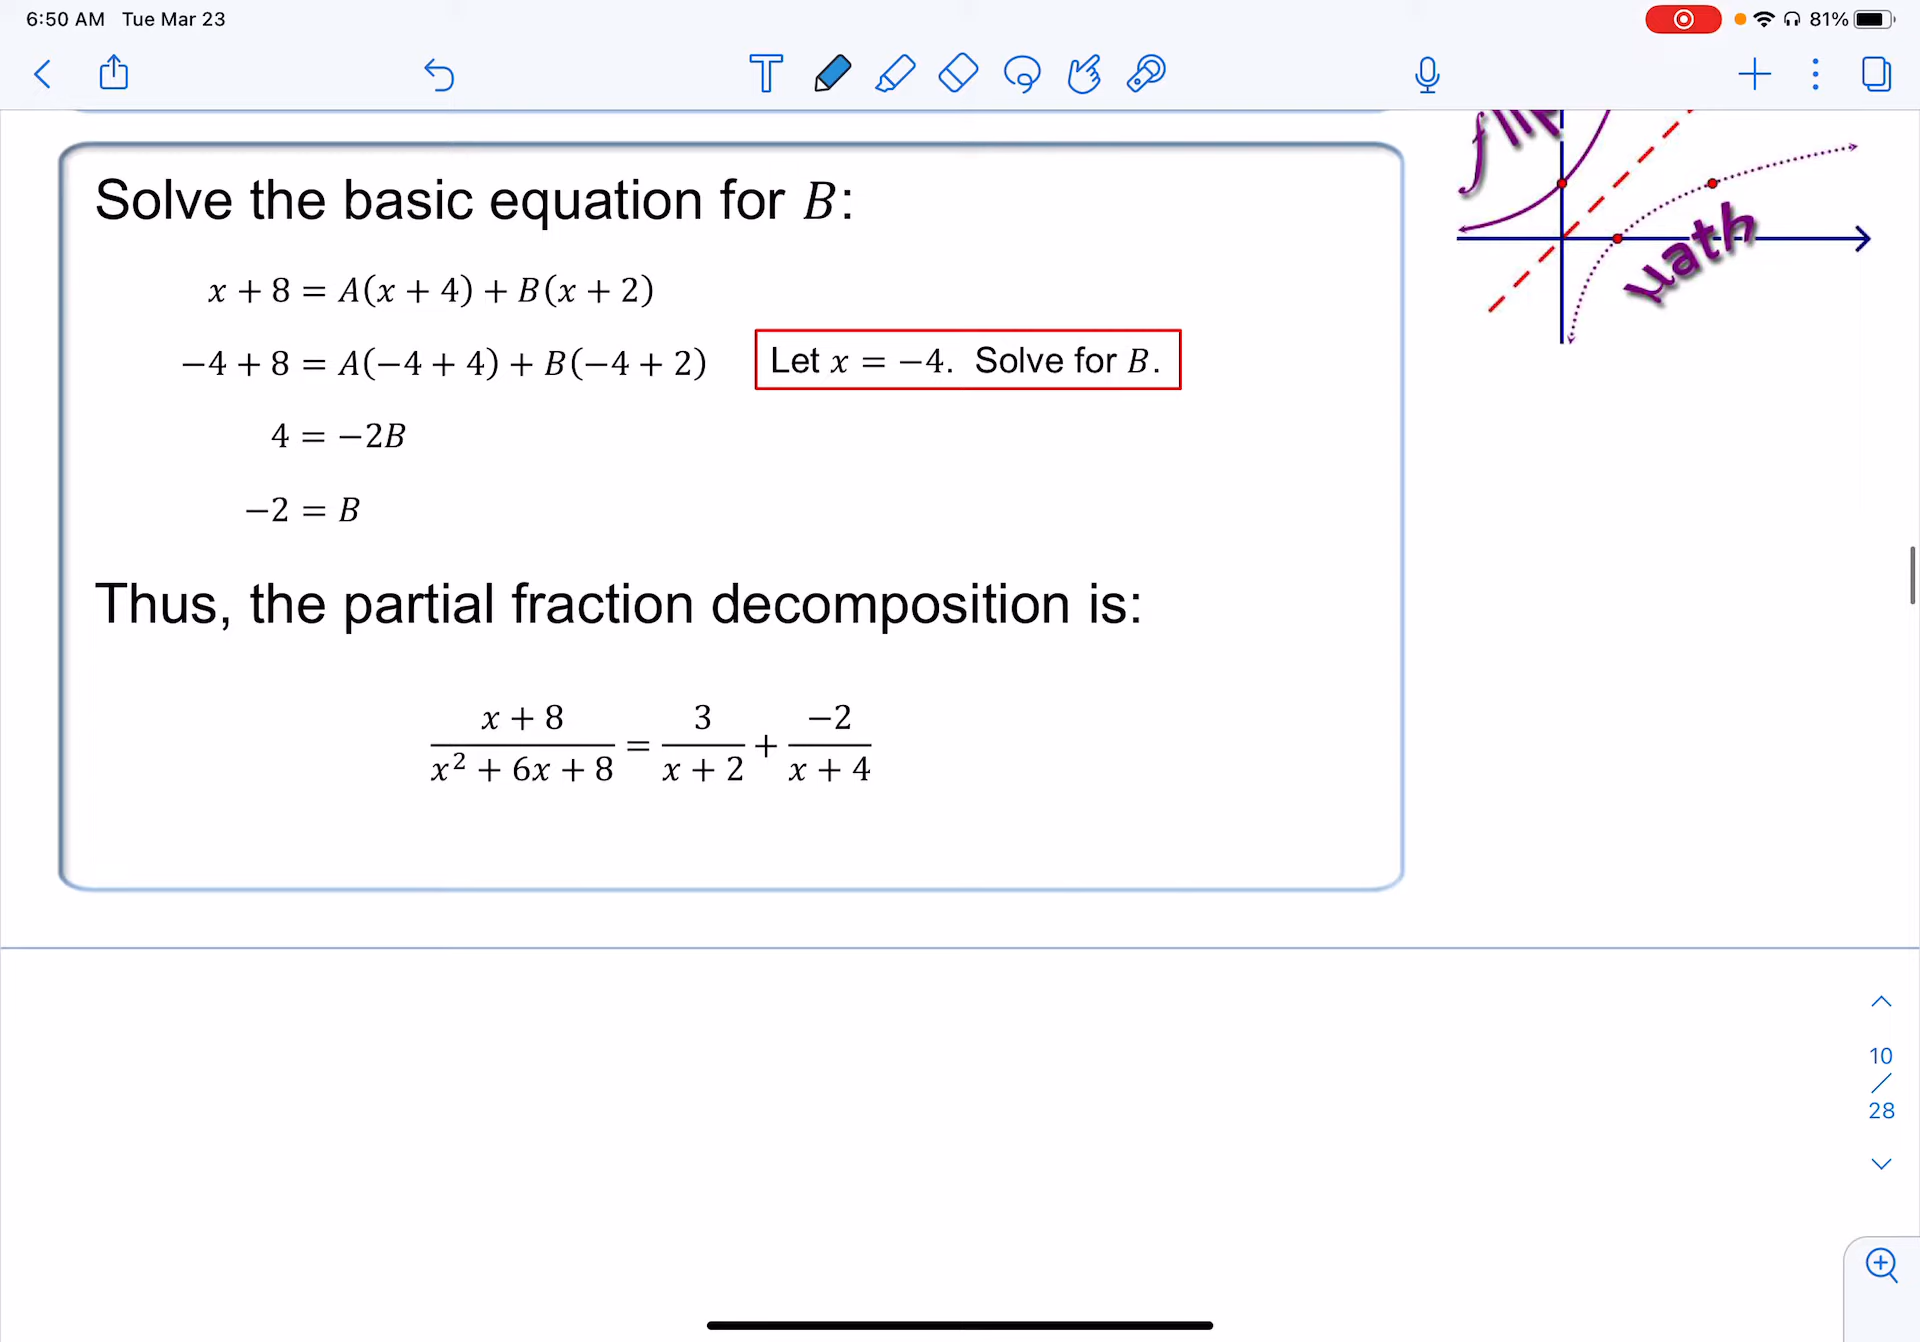 6:50 AM Tue Mar 23
81%
Solve the basic equation for B:
x + 8 = A(x + 4) + B(x + 2)
−4 + 8 = A(−4 + 4) + B(−4 + 2)
Let x = −4. Solve for B.
4 = −2B
−2 = B
Thus, the partial fraction decomposition is:
x + 8 3 −2
= +
x² + 6x + 8 x + 2 x + 4
math
10
/
28